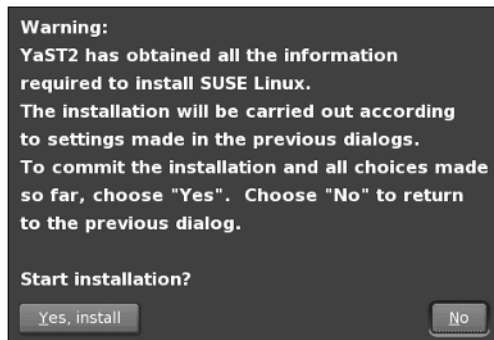 Warning:
YaST2 has obtained all the information
required to install SUSE Linux.
The installation will be carried out according
to settings made in the previous dialogs.
To commit the installation and all choices made
so far, choose "Yes".  Choose "No" to return
to the previous dialog.
Start installation?
Yes, install
No